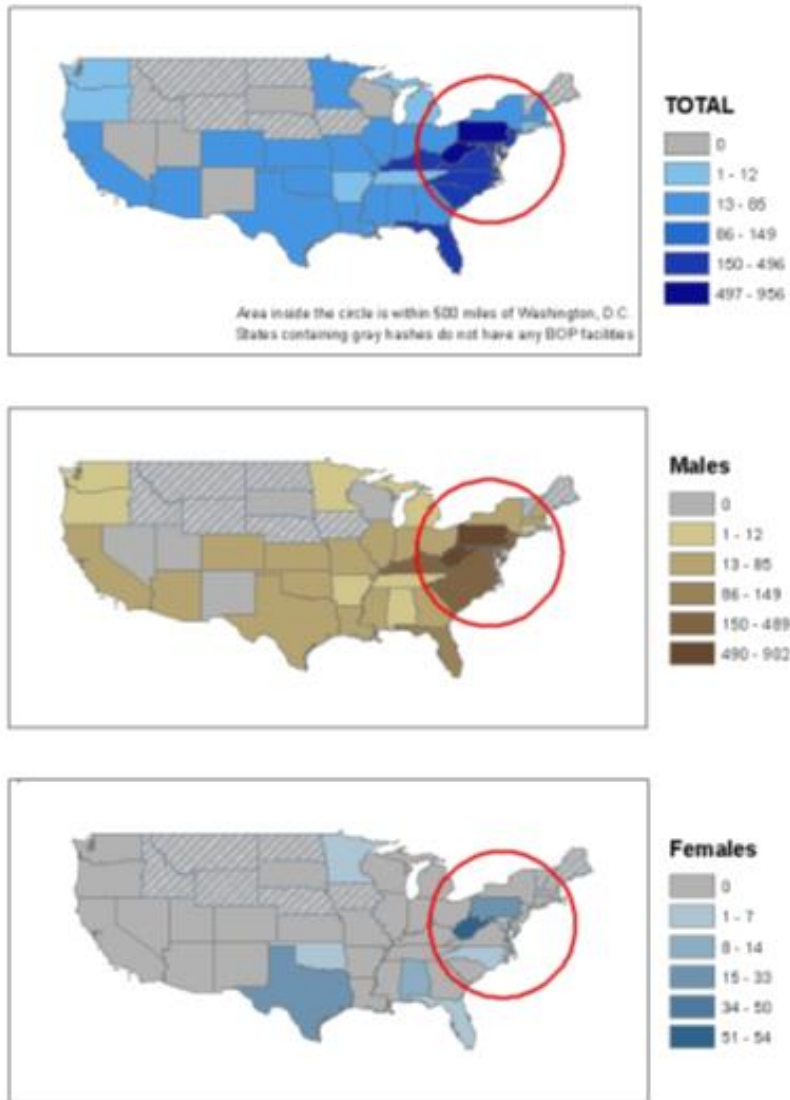 TOTAL
0
1 - 12
13 - 85
86 - 149
150 - 496
497 - 956
Area inside the circle is within 500 miles of Washington, D.C.
States containing gray hashes do not have any BOP facilities
Males
0
1 - 12
13 - 85
86 - 149
150 - 489
490 - 902
Females
0
1 - 7
8 - 14
15 - 33
34 - 50
51 - 54